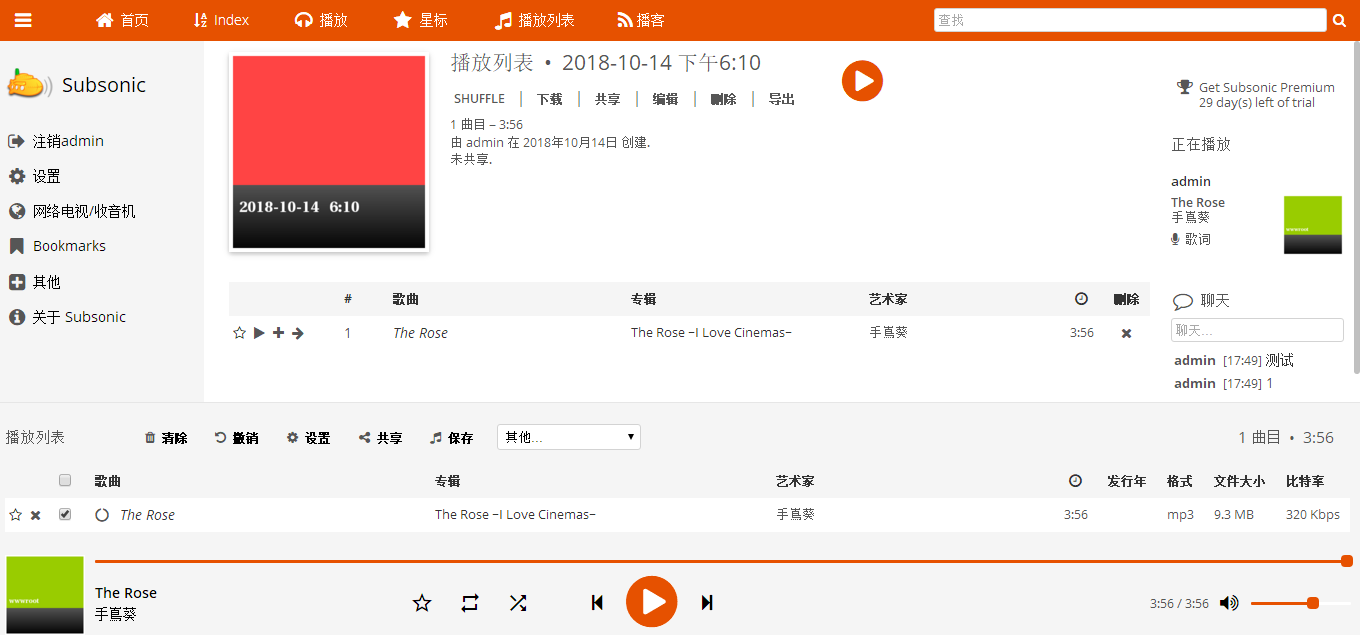 首页 Index 播放 星标 播放列表 播客 查找
Subsonic
注销admin
设置
网络电视/收音机
Bookmarks
其他
关于 Subsonic
2018-10-14 6:10
播放列表 • 2018-10-14 下午6:10
SHUFFLE | 下载 | 共享 | 编辑 | 删除 | 导出
1 曲目 – 3:56
由 admin 在 2018年10月14日 创建.
未共享.
# 歌曲 专辑 艺术家 删除
1 The Rose The Rose ~I Love Cinemas~ 手嶌葵 3:56
Get Subsonic Premium
29 day(s) left of trial
正在播放
admin
The Rose
手嶌葵
歌词
wwwroot
聊天
聊天...
admin [17:49] 测试
admin [17:49] 1
播放列表 清除 撤销 设置 共享 保存 其他... 1 曲目 • 3:56
歌曲 专辑 艺术家 发行年 格式 文件大小 比特率
The Rose The Rose ~I Love Cinemas~ 手嶌葵 3:56 mp3 9.3 MB 320 Kbps
wwwroot
The Rose
手嶌葵
3:56 / 3:56